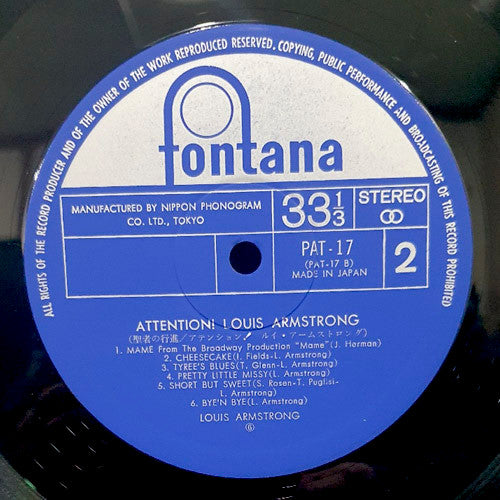 ALL RIGHTS OF THE RECORD PRODUCER AND OF THE OWNER OF THE WORK REPRODUCED RESERVED. COPYING, PUBLIC PERFORMANCE AND BROADCASTING OF THIS RECORD PROHIBITED
fontana
MANUFACTURED BY NIPPON PHONOGRAM
CO. LTD., TOKYO
33 1/3
STEREO
PAT-17
(PAT-17 B)
MADE IN JAPAN
2
ATTENTION! LOUIS ARMSTRONG
(聖者の行進/アテンション! ルイ・アームストロング)
1. MAME From The Broadway Production "Mame"(J. Herman)
2. CHEESECAKE(I. Fields-L. Armstrong)
3. TYREE'S BLUES(T. Glenn-L. Armstrong)
4. PRETTY LITTLE MISSY(L. Armstrong)
5. SHORT BUT SWEET(S. Rosen-T. Puglisi-
L. Armstrong)
6. BYE'N BYE(L. Armstrong)
LOUIS ARMSTRONG
⑥